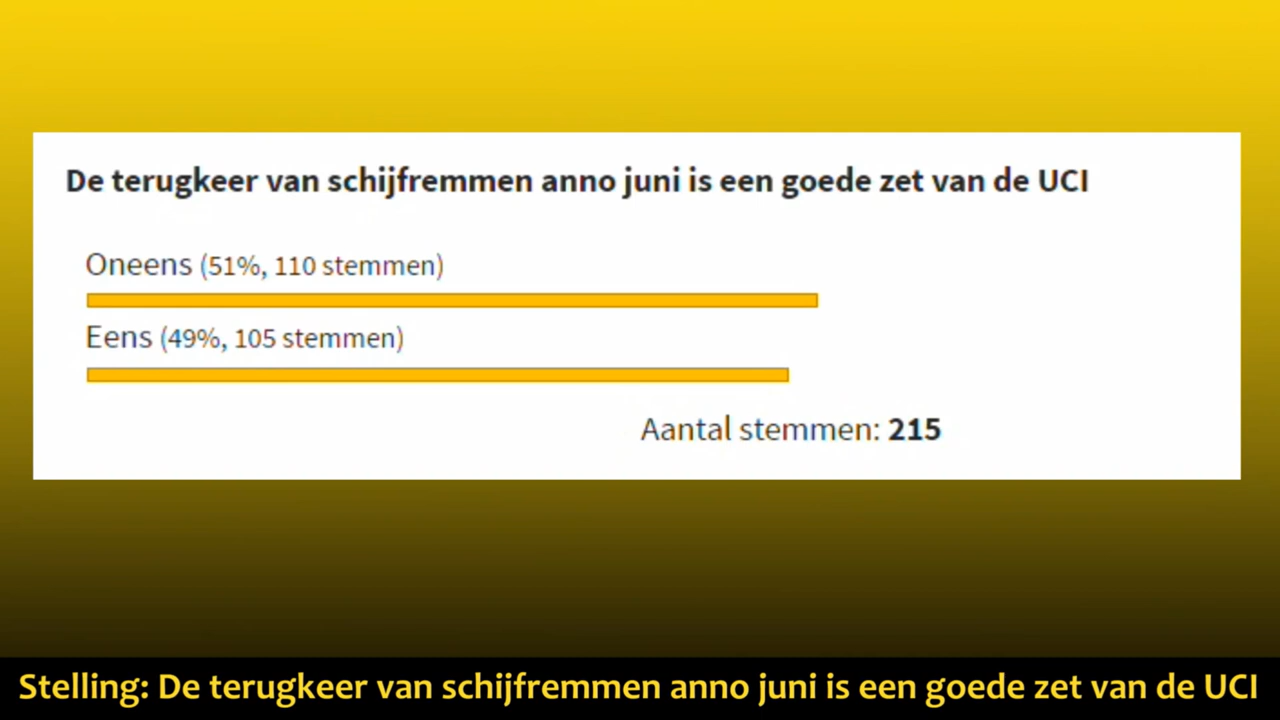 De terugkeer van schijfremmen anno juni is een goede zet van de UCI
Oneens (51%, 110 stemmen)
Eens (49%, 105 stemmen)
Aantal stemmen: 215
Stelling: De terugkeer van schijfremmen anno juni is een goede zet van de UCI